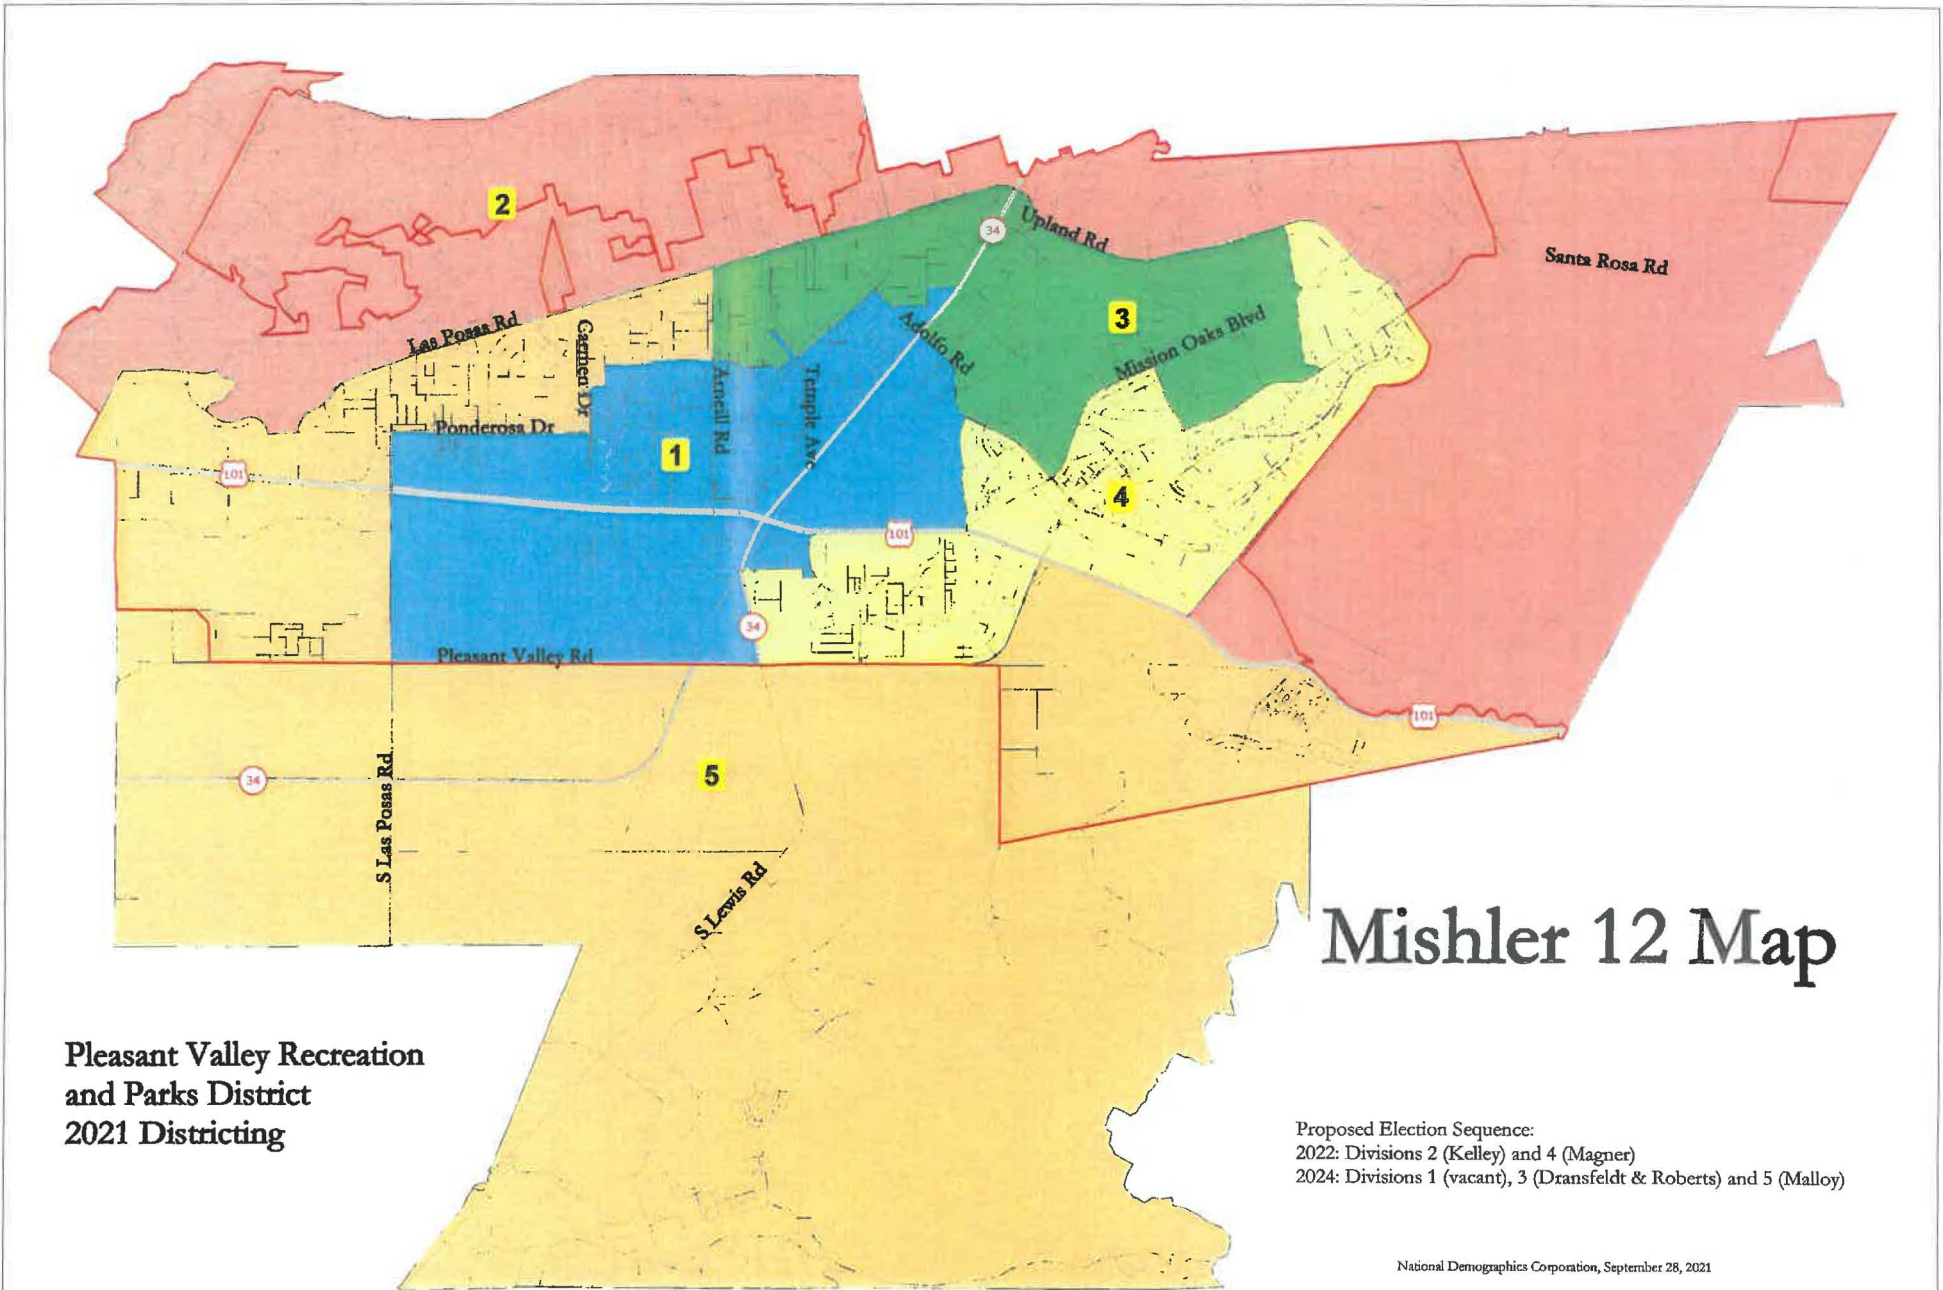 2
34
Upland Rd
Santa Rosa Rd
Las Posas Rd
Carmen Dr
Adolfo Rd
3
Mission Oaks Blvd
Arneill Rd
Temple Ave
Ponderosa Dr
1
101
4
101
34
Pleasant Valley Rd
101
34
S Las Posas Rd
5
S Lewis Rd
Mishler 12 Map
Pleasant Valley Recreation
and Parks District
2021 Districting
Proposed Election Sequence:
2022: Divisions 2 (Kelley) and 4 (Magner)
2024: Divisions 1 (vacant), 3 (Dransfeldt & Roberts) and 5 (Malloy)
National Demographics Corporation, September 28, 2021